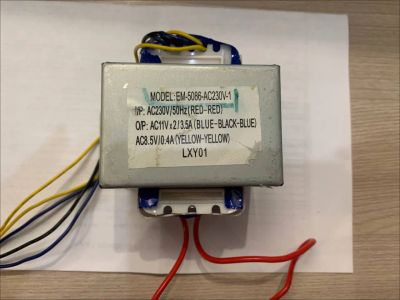 MODEL:EM-5086-AC230V-1
I/P: AC230V/50Hz(RED-RED)
O/P: AC11V x 2/3.5A(BLUE-BLACK-BLUE)
AC8.5V/0.4A(YELLOW-YELLOW)
LXY01